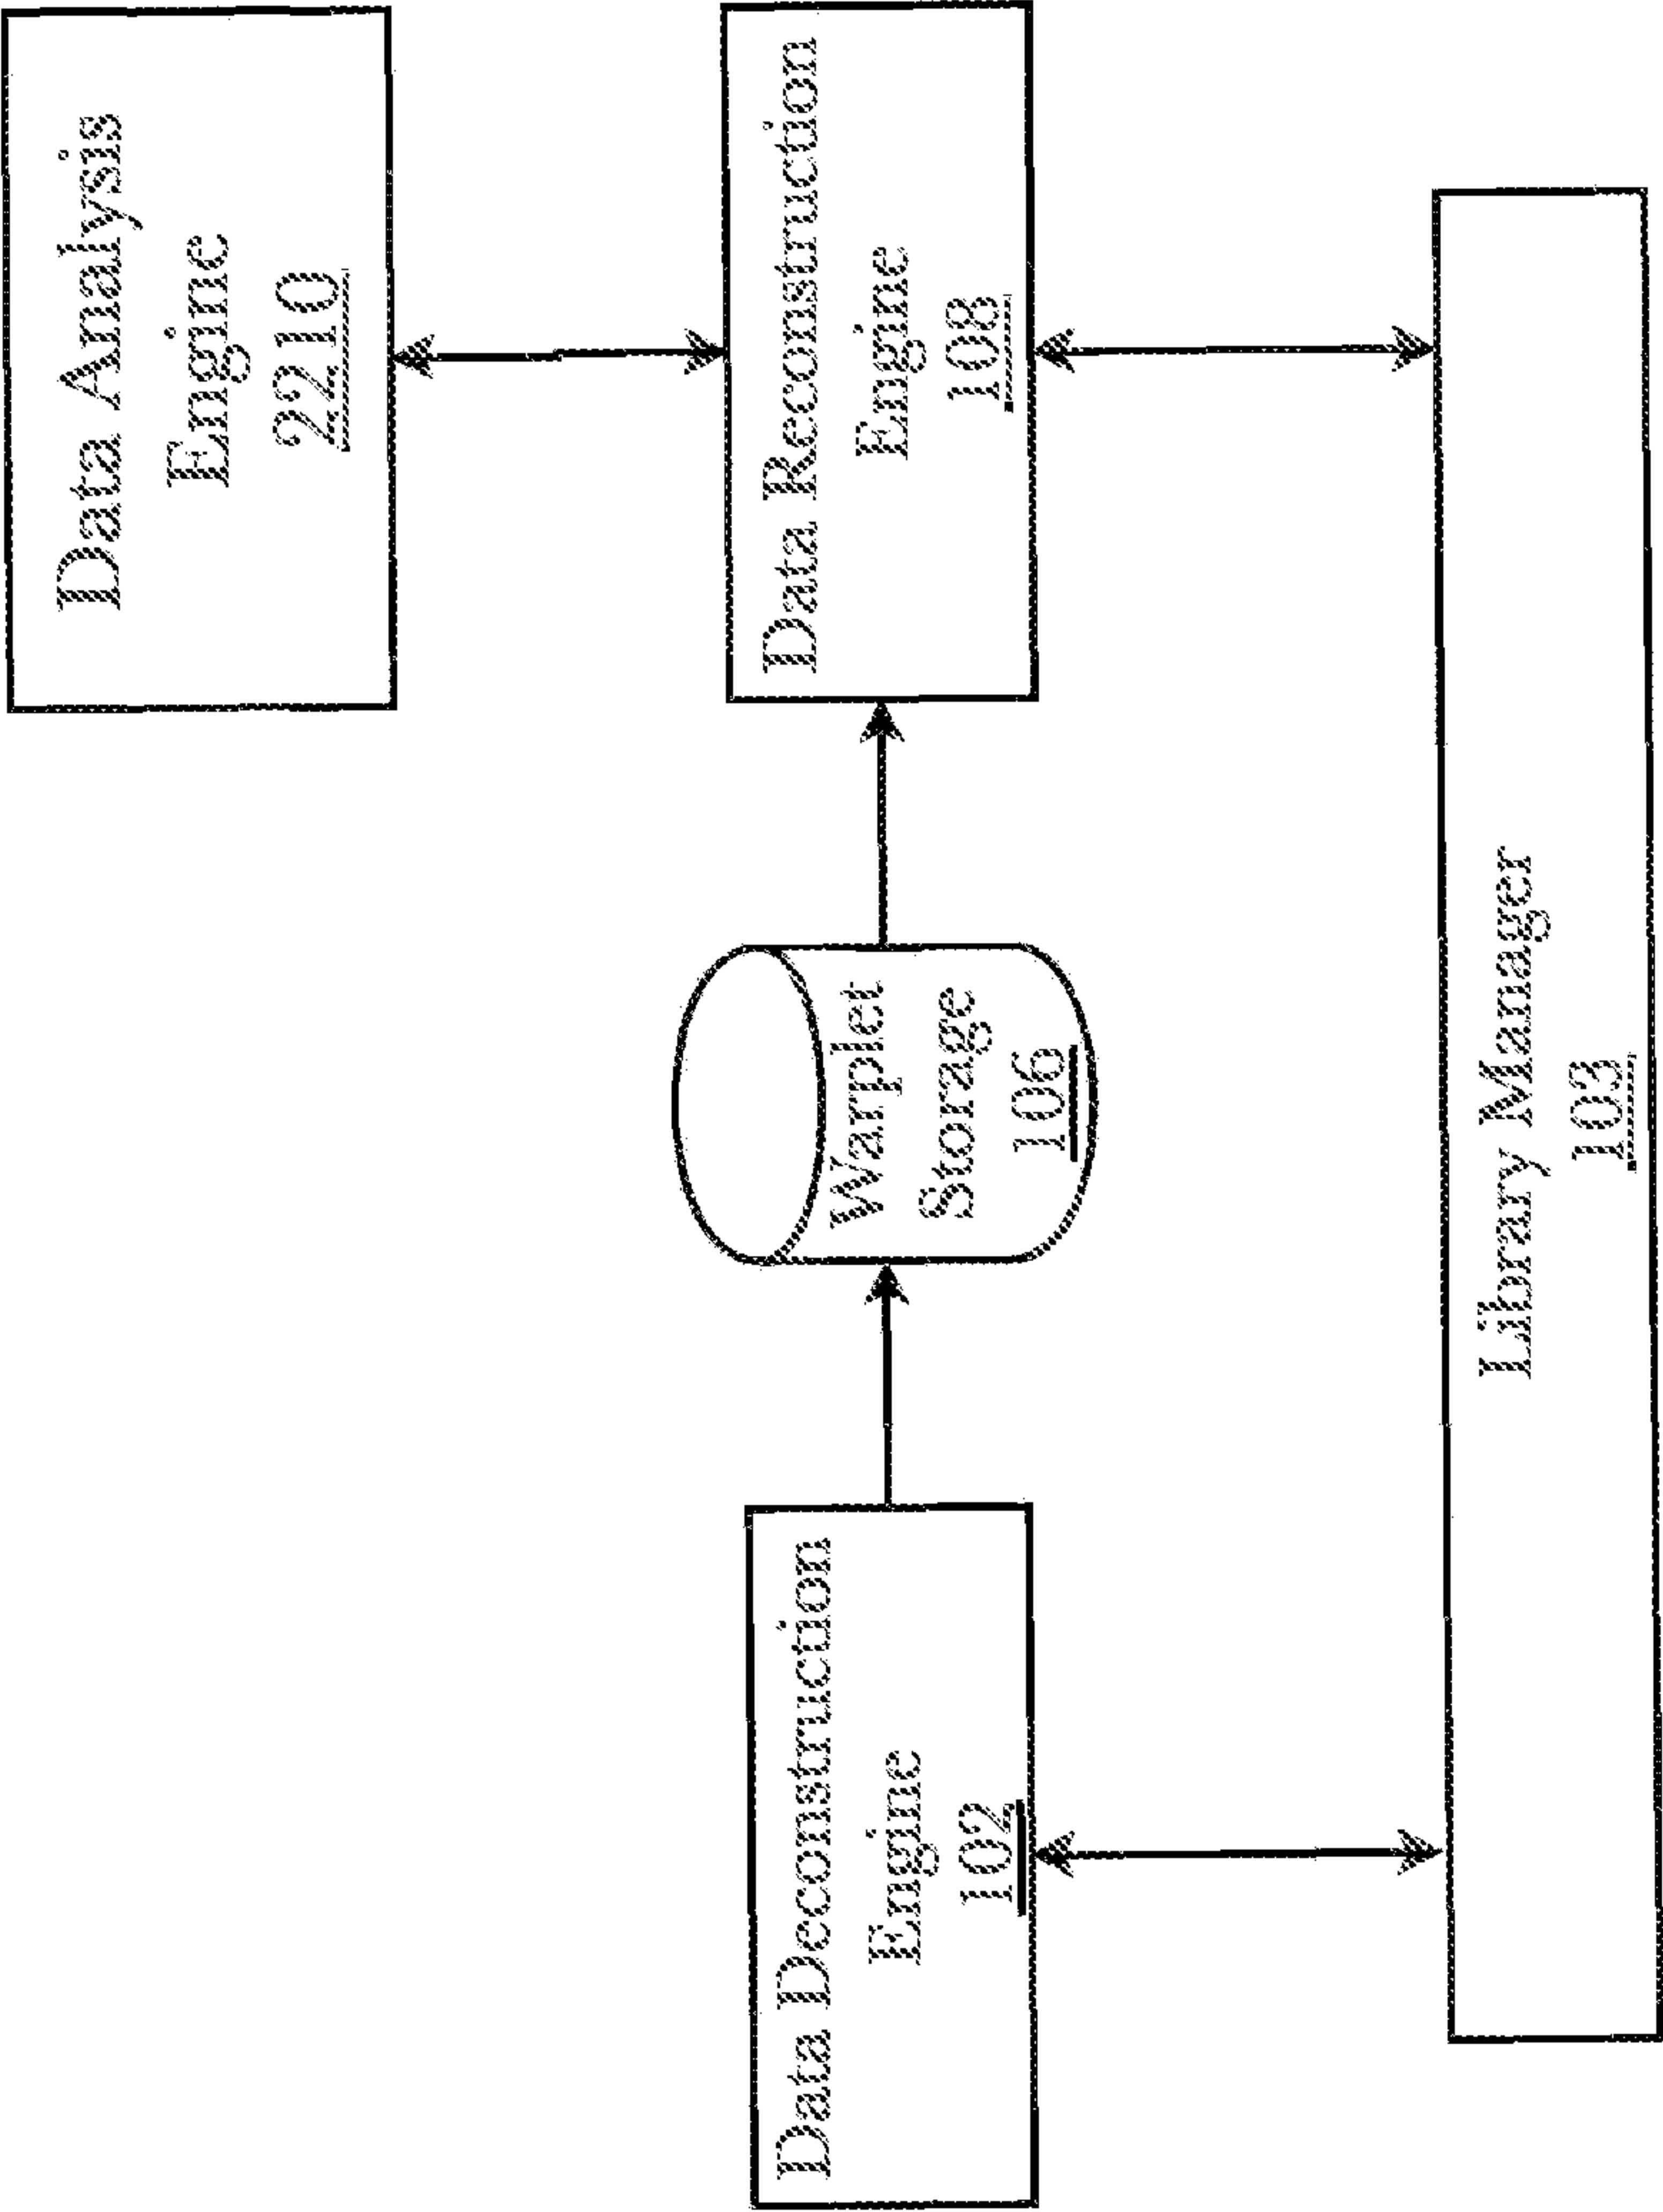 Data Analysis
Engine
2210
Data Deconstruction
Engine
102
Warplet
Storage
106
Data Reconstruction
Engine
108
Library Manager
103